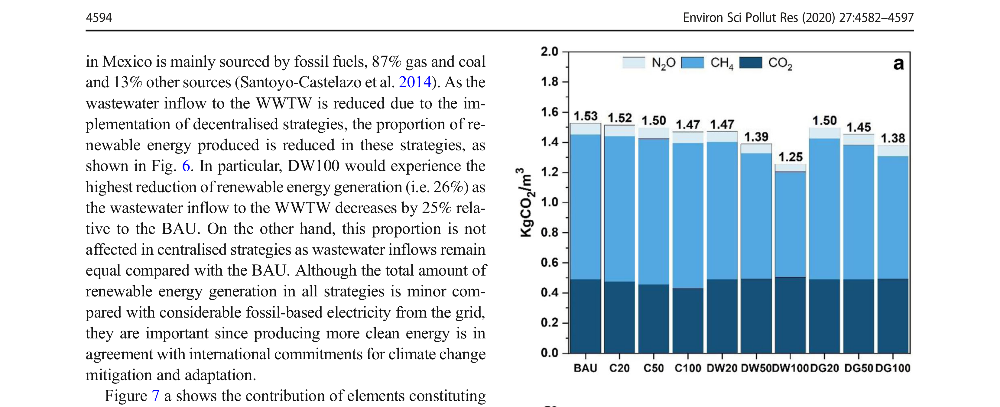 4594
Environ Sci Pollut Res (2020) 27:4582–4597
in Mexico is mainly sourced by fossil fuels, 87% gas and coal
and 13% other sources (Santoyo-Castelazo et al. 2014). As the
wastewater inflow to the WWTW is reduced due to the im-
plementation of decentralised strategies, the proportion of re-
newable energy produced is reduced in these strategies, as
shown in Fig. 6. In particular, DW100 would experience the
highest reduction of renewable energy generation (i.e. 26%) as
the wastewater inflow to the WWTW decreases by 25% rela-
tive to the BAU. On the other hand, this proportion is not
affected in centralised strategies as wastewater inflows remain
equal compared with the BAU. Although the total amount of
renewable energy generation in all strategies is minor com-
pared with considerable fossil-based electricity from the grid,
they are important since producing more clean energy is in
agreement with international commitments for climate change
mitigation and adaptation.
Figure 7 a shows the contribution of elements constituting
a
N₂O CH₄ CO₂
KgCO₂/m³
2.0
1.8
1.6
1.4
1.2
1.0
0.8
0.6
0.4
0.2
0.0
1.53 1.52 1.50 1.47 1.47 1.39 1.25 1.50 1.45 1.38
BAU C20 C50 C100 DW20 DW50 DW100 DG20 DG50 DG100